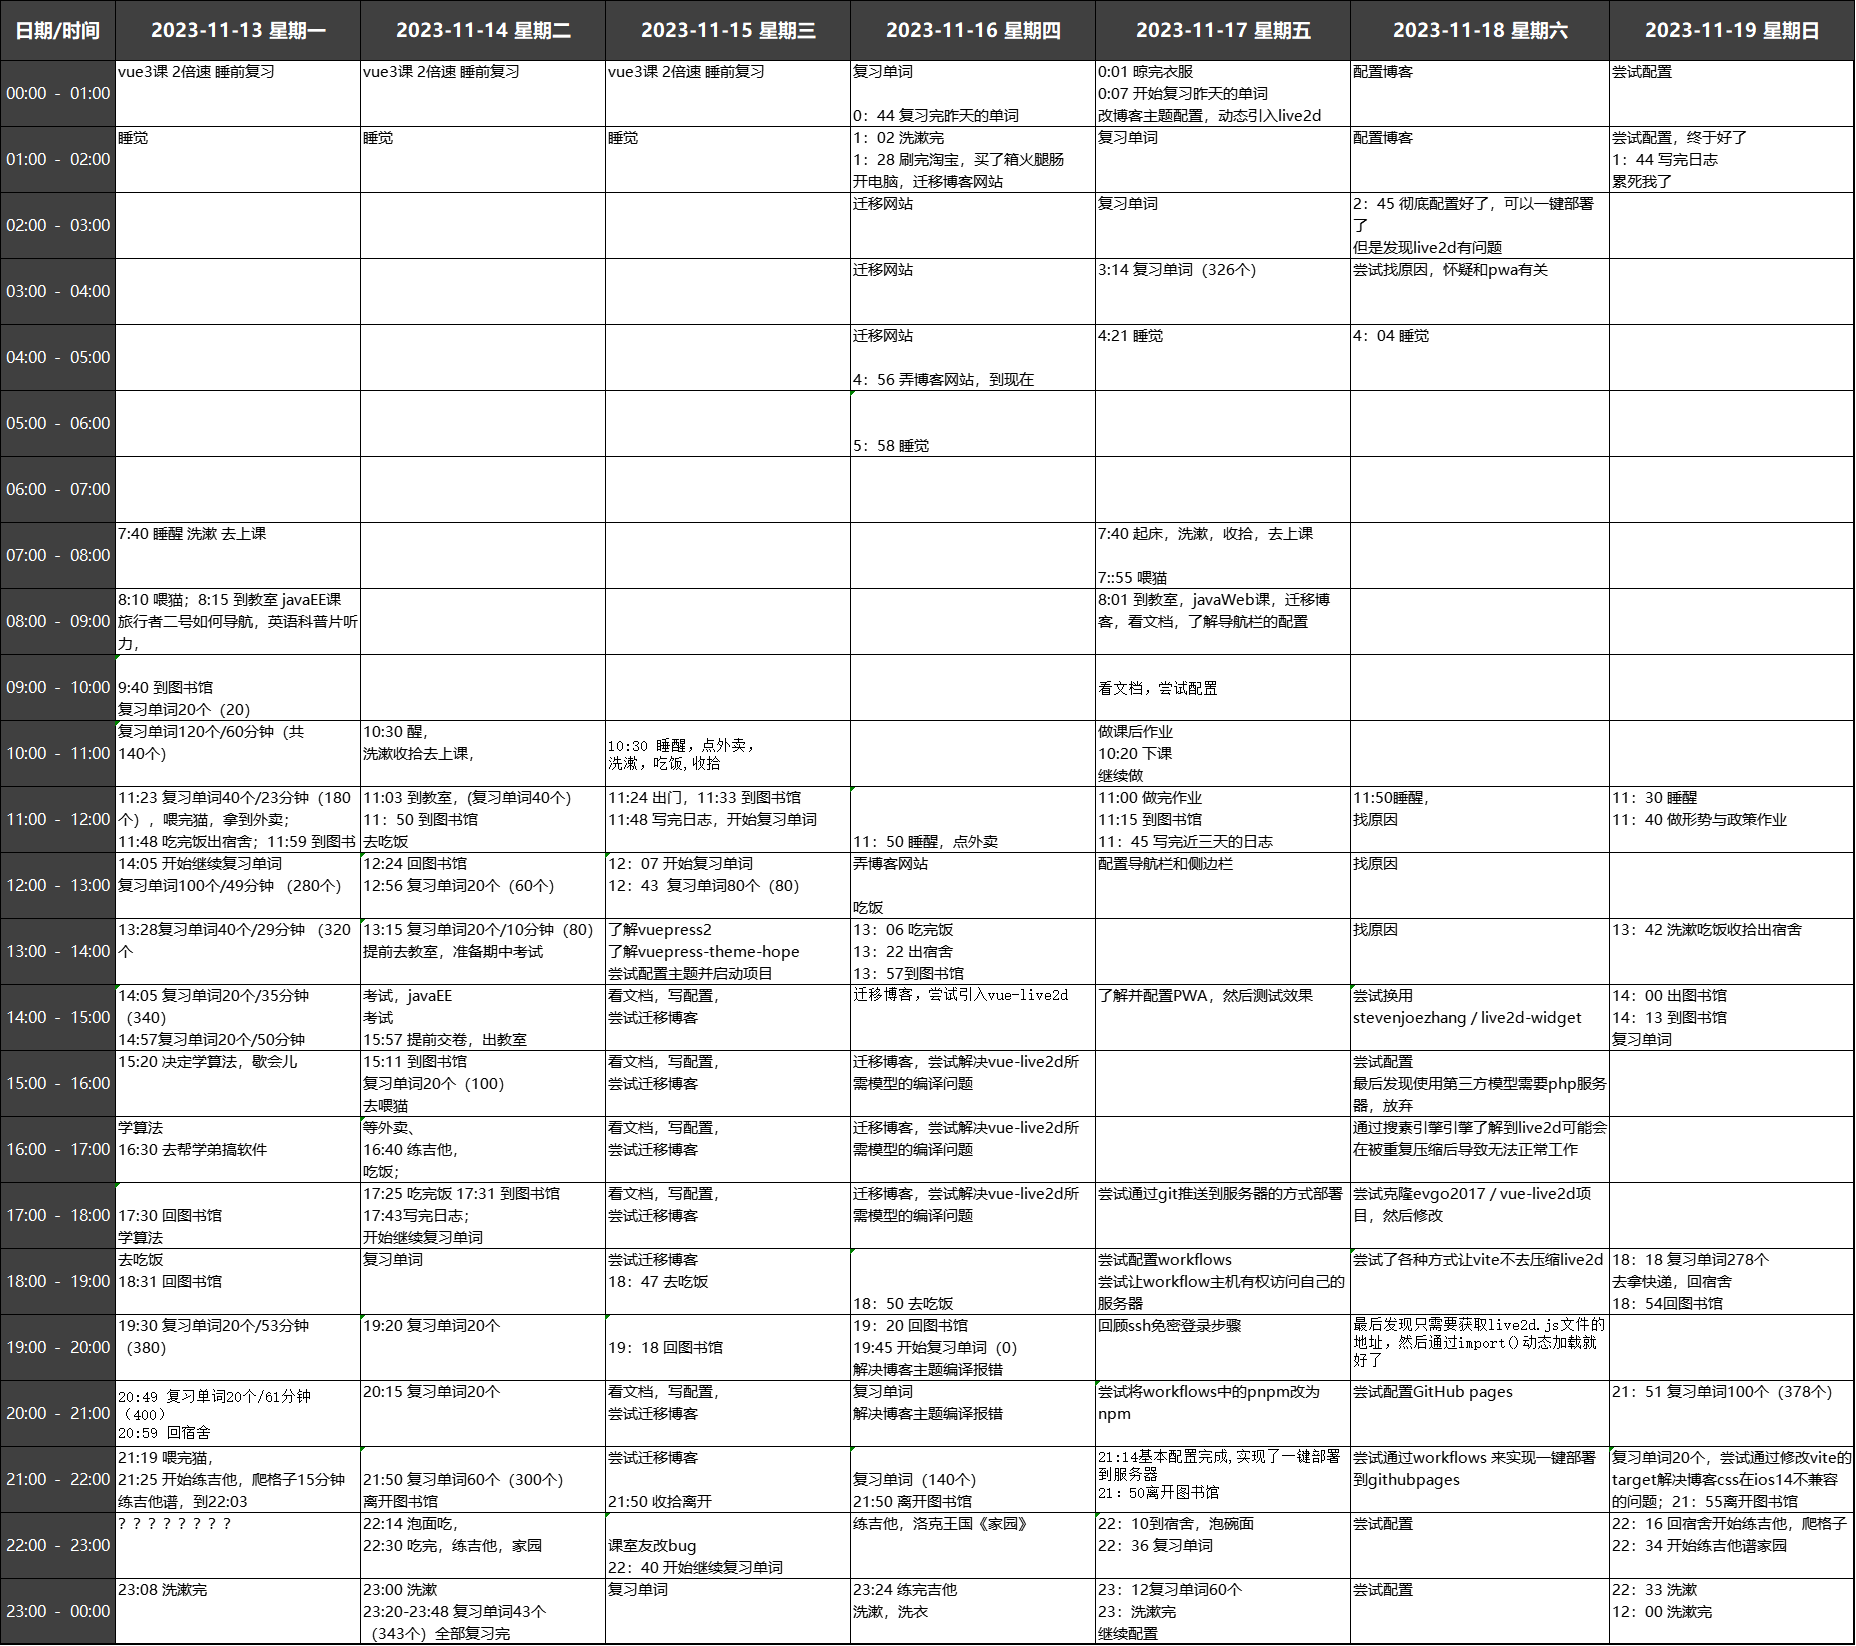 日期/时间 2023-11-13 星期一 2023-11-14 星期二 2023-11-15 星期三 2023-11-16 星期四 2023-11-17 星期五 2023-11-18 星期六 2023-11-19 星期日
00:00 - 01:00
vue3课 2倍速 睡前复习
vue3课 2倍速 睡前复习
vue3课 2倍速 睡前复习
复习单词
0：44 复习完昨天的单词
0:01 晾完衣服
0:07 开始复习昨天的单词
改博客主题配置，动态引入live2d
配置博客
尝试配置
01:00 - 02:00
睡觉
睡觉
睡觉
1：02 洗漱完
1：28 刷完淘宝，买了箱火腿肠
开电脑，迁移博客网站
复习单词
配置博客
尝试配置，终于好了
1：44 写完日志
累死我了
02:00 - 03:00
迁移网站
复习单词
2：45 彻底配置好了，可以一键部署
了
但是发现live2d有问题
03:00 - 04:00
迁移网站
3:14 复习单词（326个）
尝试找原因，怀疑和pwa有关
04:00 - 05:00
迁移网站
4：56 弄博客网站，到现在
4:21 睡觉
4：04 睡觉
05:00 - 06:00
5：58 睡觉
06:00 - 07:00
07:00 - 08:00
7:40 睡醒 洗漱 去上课
7:40 起床，洗漱，收拾，去上课
7::55 喂猫
08:00 - 09:00
8:10 喂猫；8:15 到教室 javaEE课
旅行者二号如何导航，英语科普片听
力，
8:01 到教室，javaWeb课，迁移博
客，看文档，了解导航栏的配置
09:00 - 10:00
9:40 到图书馆
复习单词20个（20）
看文档，尝试配置
10:00 - 11:00
复习单词120个/60分钟（共
140个）
10:30 醒，
洗漱收拾去上课，
10:30 睡醒，点外卖，
洗漱，吃饭,收拾
做课后作业
10:20 下课
继续做
11:00 - 12:00
11:23 复习单词40个/23分钟（180
个），喂完猫，拿到外卖；
11:48 吃完饭出宿舍；11:59 到图书
11:03 到教室，(复习单词40个）
11：50 到图书馆
去吃饭
11:24 出门，11:33 到图书馆
11:48 写完日志，开始复习单词
11：50 睡醒，点外卖
11:00 做完作业
11:15 到图书馆
11：45 写完近三天的日志
11:50睡醒，
找原因
11：30 睡醒
11：40 做形势与政策作业
12:00 - 13:00
14:05 开始继续复习单词
复习单词100个/49分钟 （280个）
12:24 回图书馆
12:56 复习单词20个（60个）
12：07 开始复习单词
12：43 复习单词80个（80）
弄博客网站
吃饭
配置导航栏和侧边栏
找原因
13:00 - 14:00
13:28复习单词40个/29分钟 （320
个
13:15 复习单词20个/10分钟（80）
提前去教室，准备期中考试
了解vuepress2
了解vuepress-theme-hope
尝试配置主题并启动项目
13：06 吃完饭
13：22 出宿舍
13：57到图书馆
找原因
13：42 洗漱吃饭收拾出宿舍
14:00 - 15:00
14:05 复习单词20个/35分钟
（340）
14:57复习单词20个/50分钟
考试，javaEE
考试
15:57 提前交卷，出教室
看文档，写配置，
尝试迁移博客
迁移博客，尝试引入vue-live2d
了解并配置PWA，然后测试效果
尝试换用
stevenjoezhang / live2d-widget
14：00 出图书馆
14：13 到图书馆
复习单词
15:00 - 16:00
15:20 决定学算法，歇会儿
15:11 到图书馆
复习单词20个（100）
去喂猫
看文档，写配置，
尝试迁移博客
迁移博客，尝试解决vue-live2d所
需模型的编译问题
尝试配置
最后发现使用第三方模型需要php服务
器，放弃
16:00 - 17:00
学算法
16:30 去帮学弟搞软件
等外卖、
16:40 练吉他，
吃饭；
看文档，写配置，
尝试迁移博客
迁移博客，尝试解决vue-live2d所
需模型的编译问题
通过搜素引擎引擎了解到live2d可能会
在被重复压缩后导致无法正常工作
17:00 - 18:00
17:30 回图书馆
学算法
17:25 吃完饭 17:31 到图书馆
17:43写完日志；
开始继续复习单词
看文档，写配置，
尝试迁移博客
迁移博客，尝试解决vue-live2d所
需模型的编译问题
尝试通过git推送到服务器的方式部署
尝试克隆evgo2017 / vue-live2d项
目，然后修改
18:00 - 19:00
去吃饭
18:31 回图书馆
复习单词
尝试迁移博客
18：47 去吃饭
18：50 去吃饭
尝试配置workflows
尝试让workflow主机有权访问自己的
服务器
尝试了各种方式让vite不去压缩live2d
18：18 复习单词278个
去拿快递，回宿舍
18：54回图书馆
19:00 - 20:00
19:30 复习单词20个/53分钟
（380）
19:20 复习单词20个
19：18 回图书馆
19：20 回图书馆
19:45 开始复习单词（0）
解决博客主题编译报错
回顾ssh免密登录步骤
最后发现只需要获取live2d.js文件的
地址，然后通过import()动态加载就
好了
20:00 - 21:00
20:49 复习单词20个/61分钟
（400）
20:59 回宿舍
20:15 复习单词20个
看文档，写配置，
尝试迁移博客
复习单词
解决博客主题编译报错
尝试将workflows中的pnpm改为
npm
尝试配置GitHub pages
21：51 复习单词100个（378个）
21:00 - 22:00
21:19 喂完猫，
21:25 开始练吉他，爬格子15分钟
练吉他谱，到22:03
21:50 复习单词60个（300个）
离开图书馆
尝试迁移博客
21:50 收拾离开
复习单词（140个）
21:50 离开图书馆
21:14基本配置完成,实现了一键部署
到服务器
21：50离开图书馆
尝试通过workflows 来实现一键部署
到githubpages
复习单词20个，尝试通过修改vite的
target解决博客css在ios14不兼容
的问题；21：55离开图书馆
22:00 - 23:00
？？？？？？？？
22:14 泡面吃，
22:30 吃完，练吉他，家园
课室友改bug
22：40 开始继续复习单词
练吉他，洛克王国《家园》
22：10到宿舍，泡碗面
22：36 复习单词
尝试配置
22：16 回宿舍开始练吉他，爬格子
22：34 开始练吉他谱家园
23:00 - 00:00
23:08 洗漱完
23:00 洗漱
23:20-23:48 复习单词43个
（343个）全部复习完
复习单词
23:24 练完吉他
洗漱，洗衣
23：12复习单词60个
23：洗漱完
继续配置
尝试配置
22：33 洗漱
12：00 洗漱完